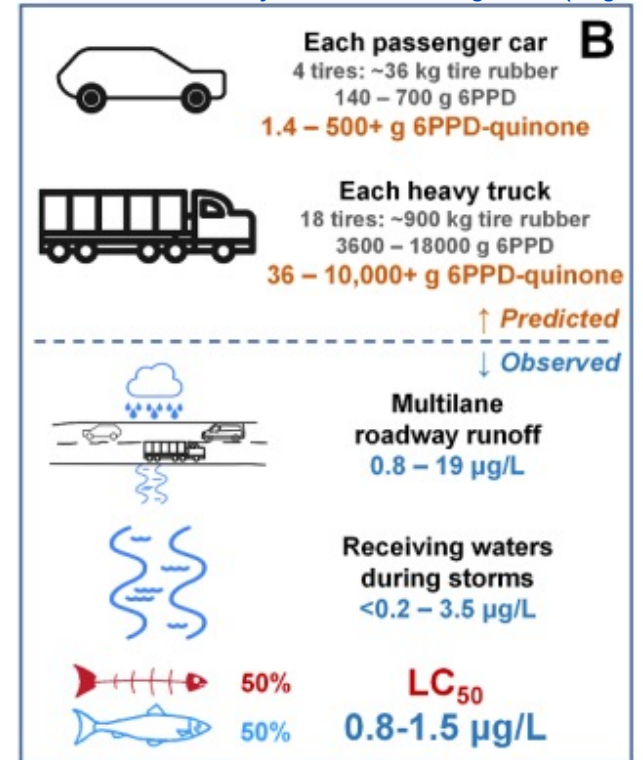 Each passenger car B
4 tires: ~36 kg tire rubber
140 – 700 g 6PPD
1.4 – 500+ g 6PPD-quinone
Each heavy truck
18 tires: ~900 kg tire rubber
3600 – 18000 g 6PPD
36 – 10,000+ g 6PPD-quinone
↑ Predicted
↓ Observed
Multilane
roadway runoff
0.8 – 19 µg/L
Receiving waters
during storms
<0.2 – 3.5 µg/L
50% LC50
50% 0.8-1.5 µg/L